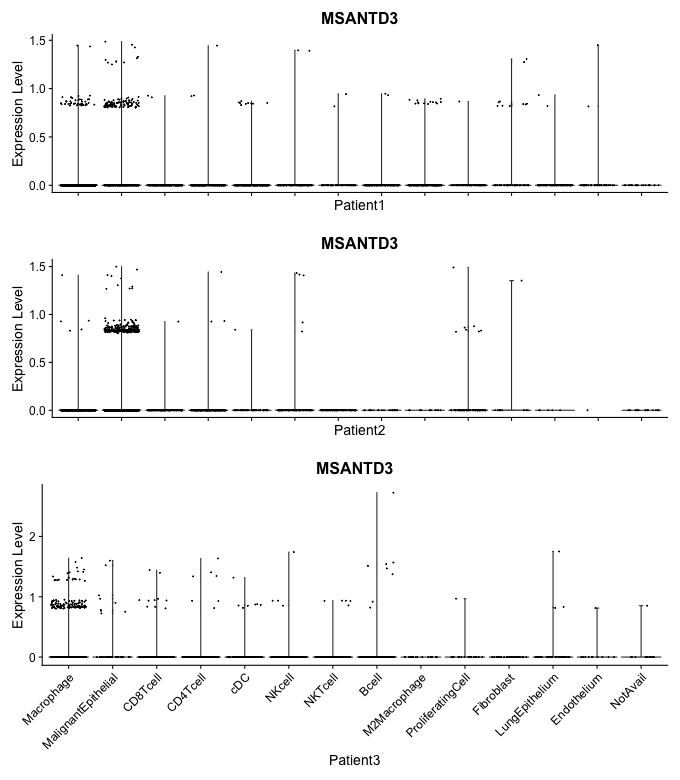 MSANTD3
Expression Level
1.5
1.0
0.5
0.0
Patient1
MSANTD3
Expression Level
1.5
1.0
0.5
0.0
Patient2
MSANTD3
Expression Level
2
1
0
Macrophage
MalignantEpithelial
CD8Tcell
CD4Tcell
cDC
NKcell
NKTcell
Bcell
M2Macrophage
ProliferatingCell
Fibroblast
LungEpithelium
Endothelium
NotAvail
Patient3